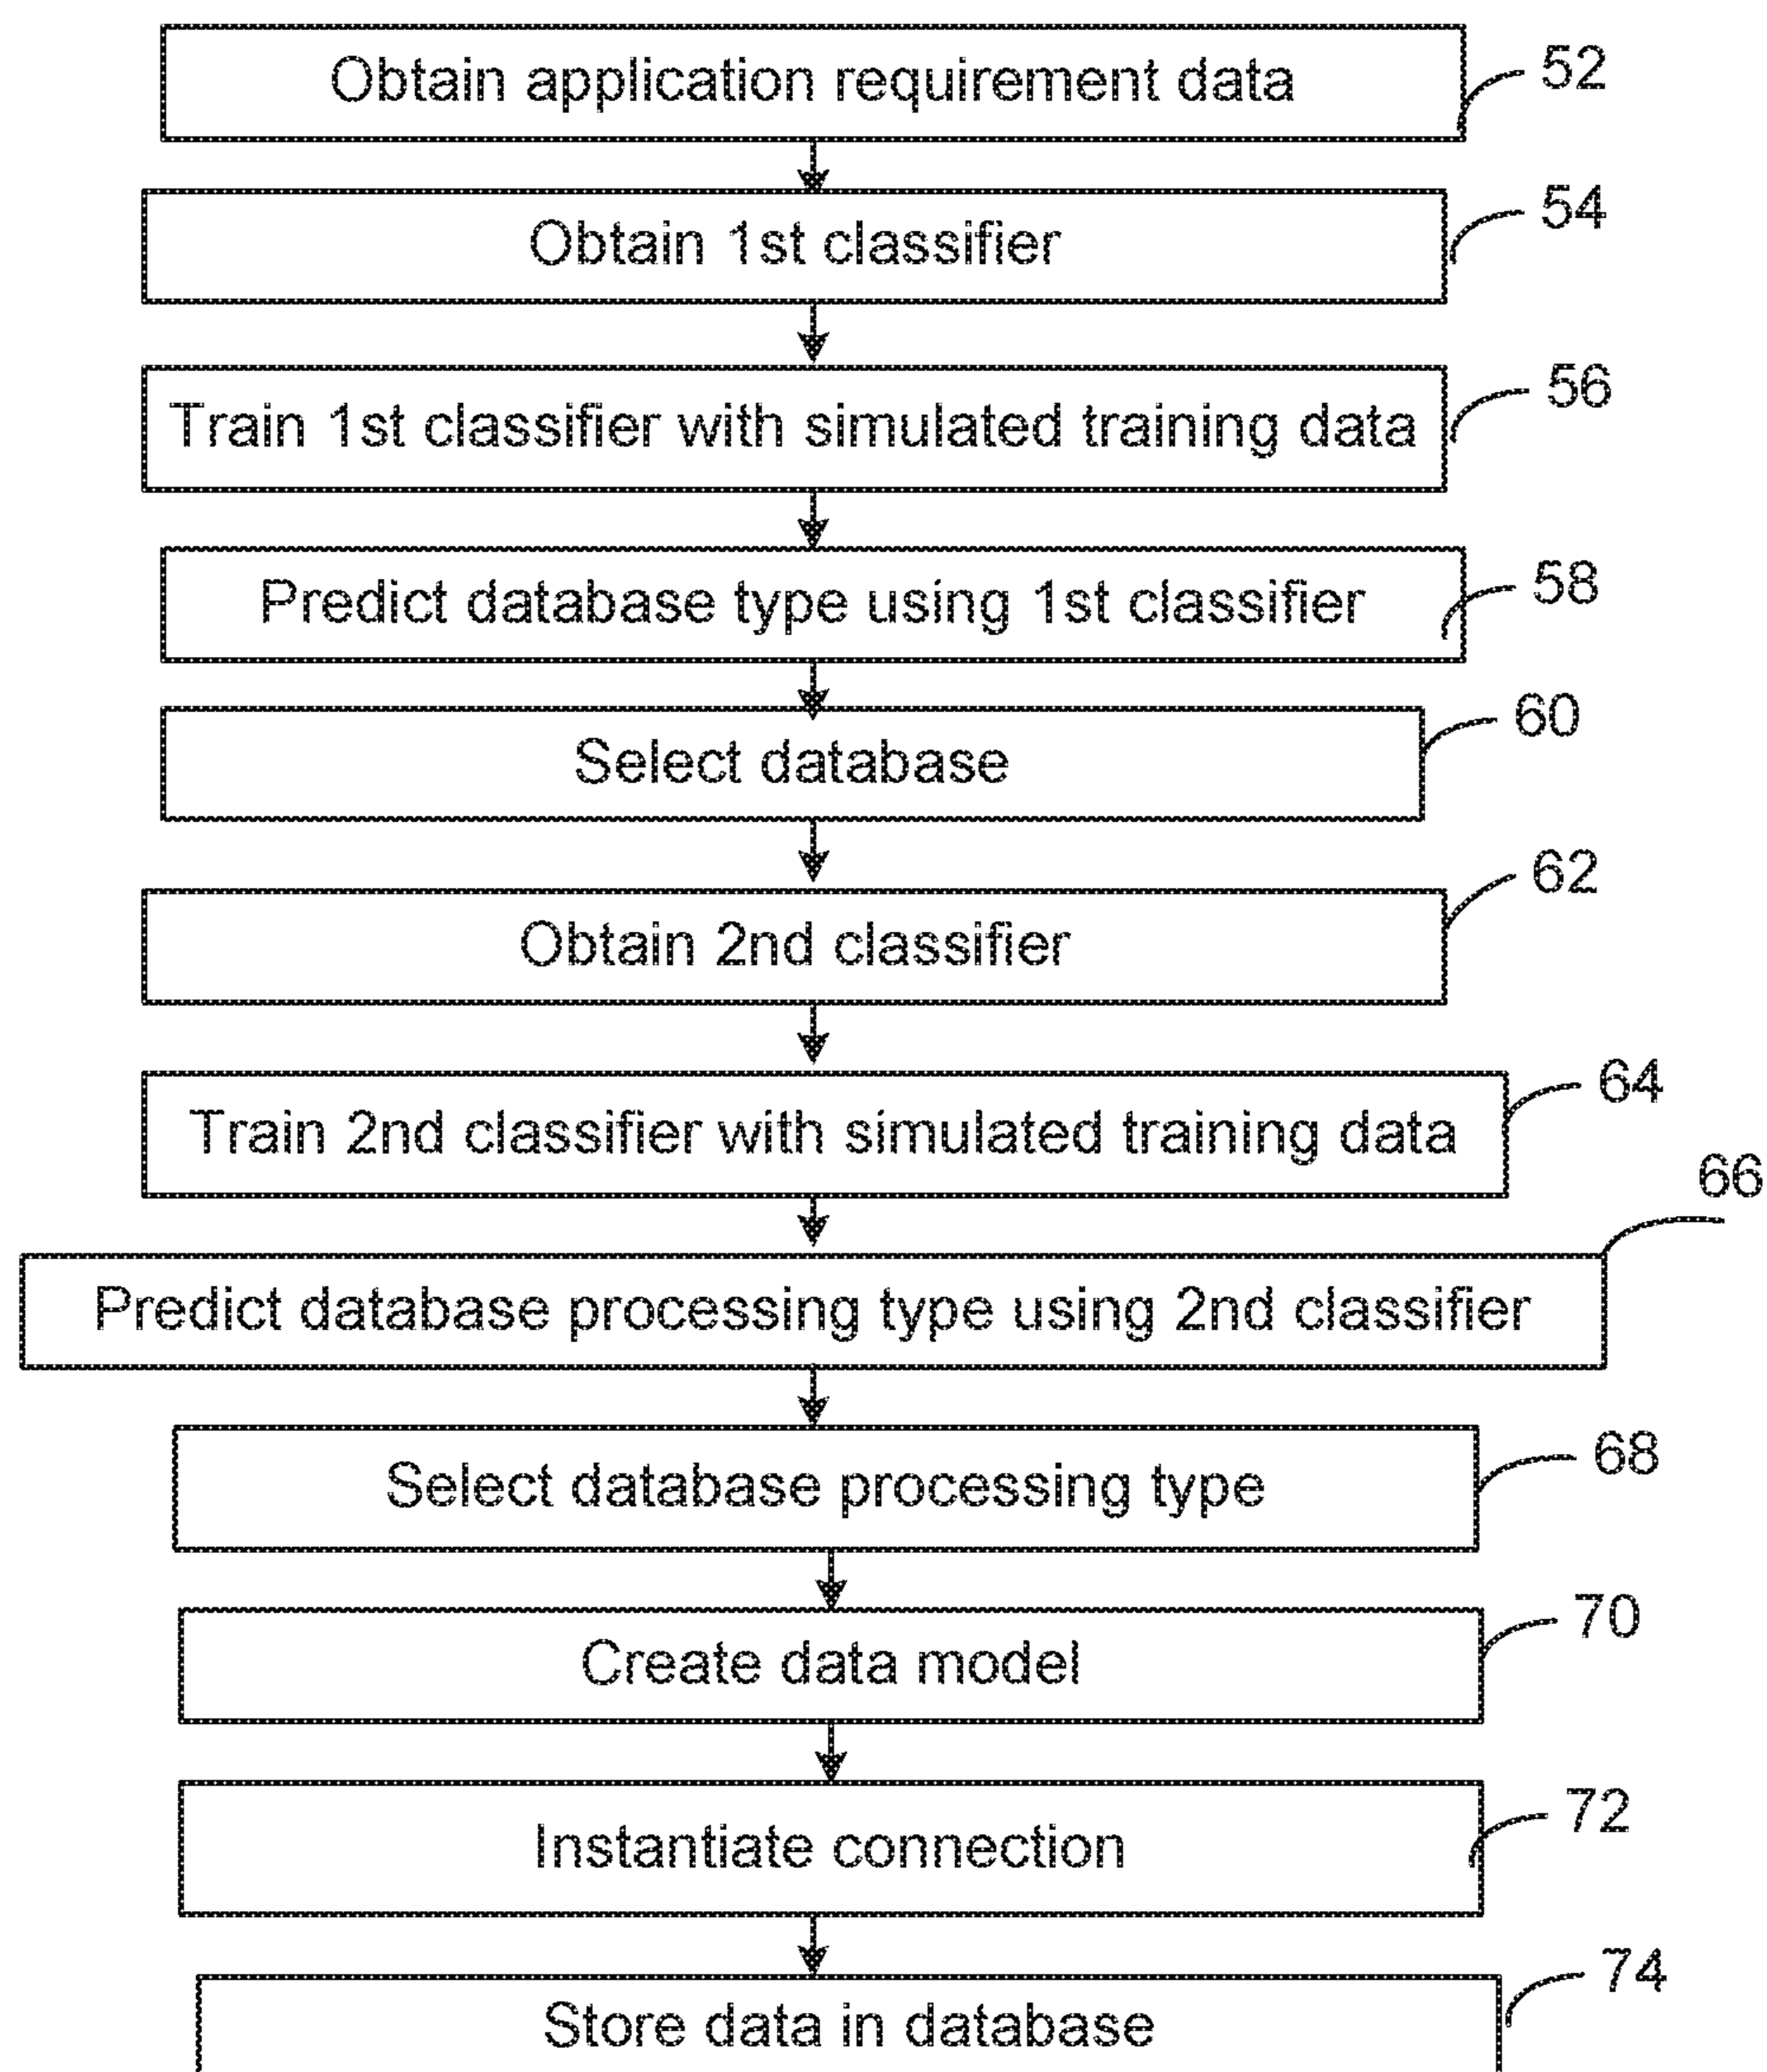 Obtain application requirement data
52
Obtain 1st classifier
54
Train 1st classifier with simulated training data
56
Predict database type using 1st classifier
58
Select database
60
Obtain 2nd classifier
62
Train 2nd classifier with simulated training data
64
Predict database processing type using 2nd classifier
66
Select database processing type
68
Create data model
70
Instantiate connection
72
Store data in database
74